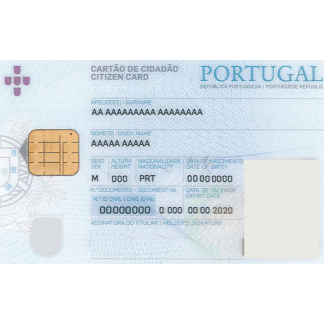 CARTÃO DE CIDADÃO
CITIZEN CARD
PORTUGAL
REPÚBLICA PORTUGUESA | PORTUGUESE REPUBLIC
APELIDO(S) | SURNAME
AA AAAAAAAAA AAAAAAAA
NOME(S) | GIVEN NAME
AAAAA AAAAA
SEXO ALTURA NACIONALIDADE DATA DE NASCIMENTO
SEX HEIGHT NATIONALITY DATE OF BIRTH
M 000 PRT 00 00 0000
N.º DOCUMENTO DOCUMENT No. DATA DE VALIDADE
EXPIRY DATE
N.º ID CIVIL | CIVIL ID No.
00000000 0 000 00 00 2020
ASSINATURA DO TITULAR | HOLDER'S SIGNATURE